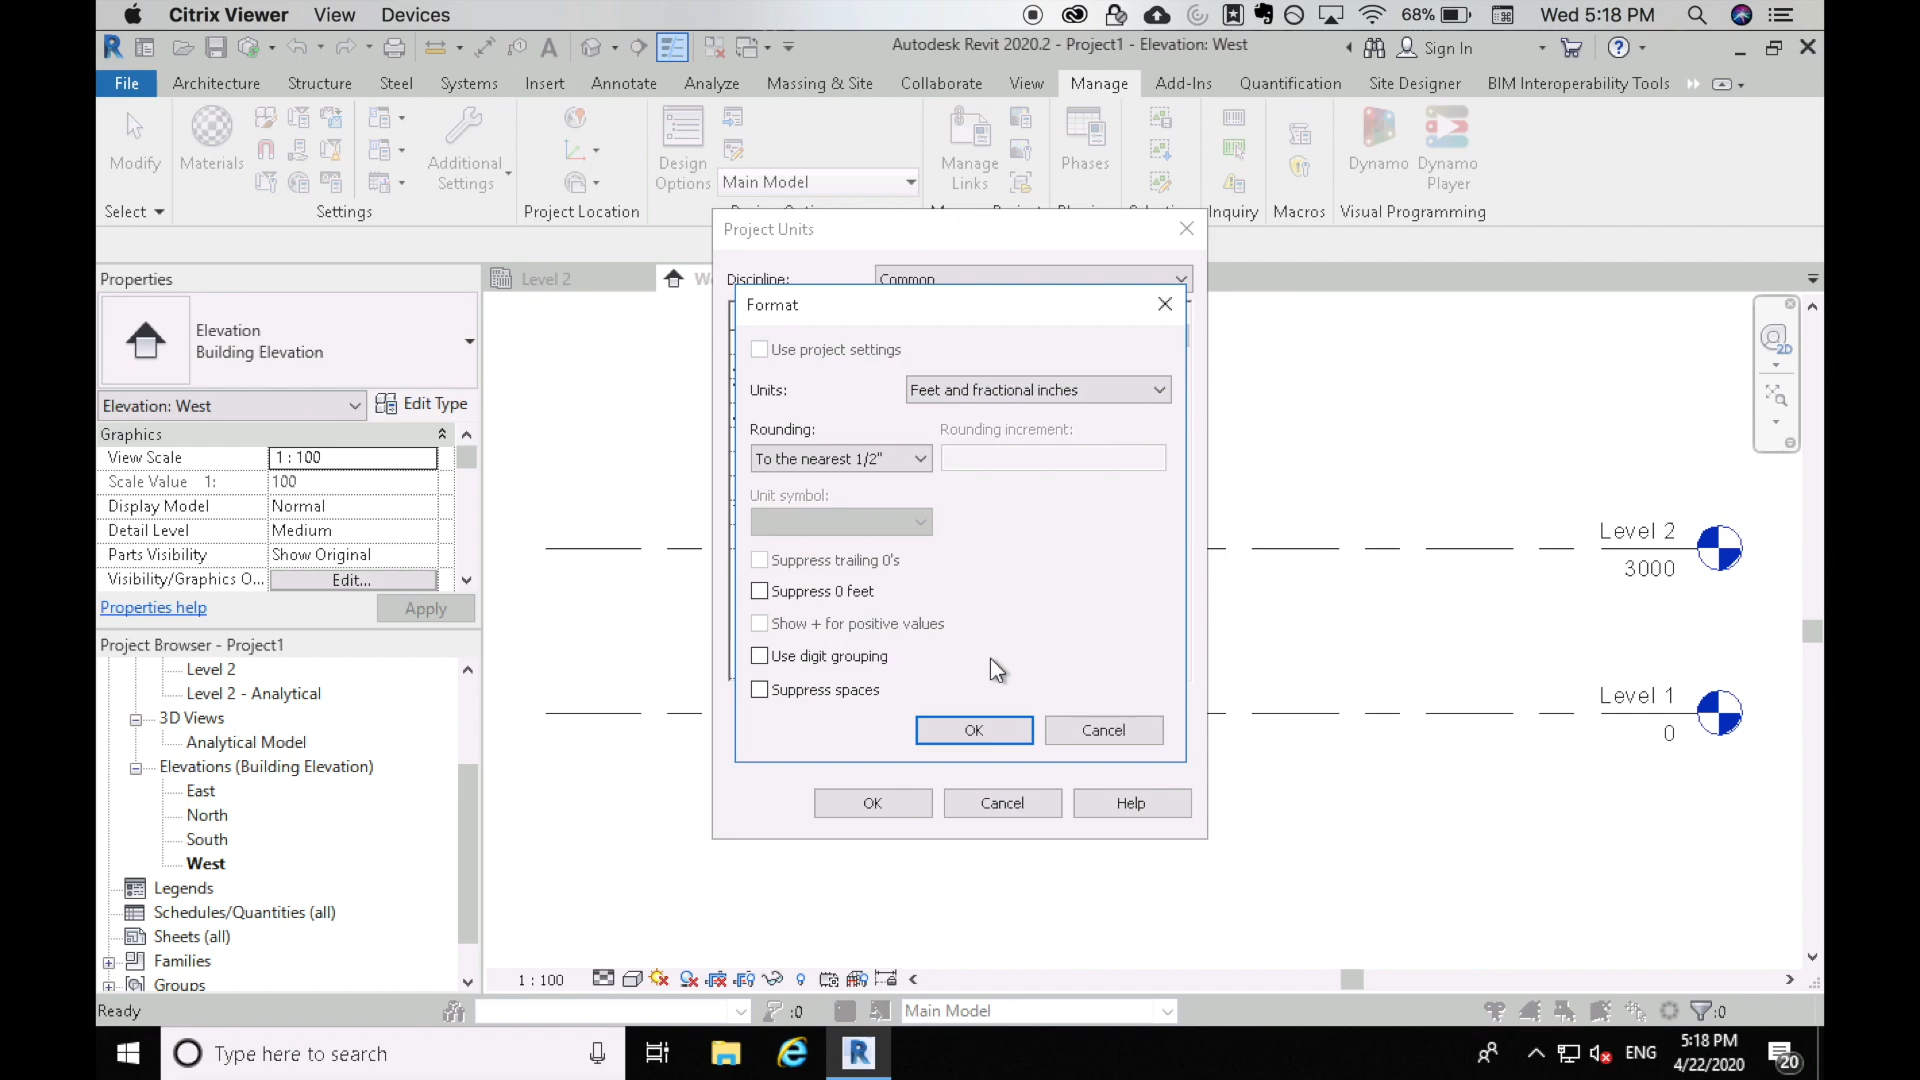 Citrix Viewer View Devices 68% Wed 5:18 PM
Autodesk Revit 2020.2 - Project1 - Elevation: West Sign In
File Architecture Structure Steel Systems Insert Annotate Analyze Massing & Site Collaborate View Manage Add-Ins Quantification Site Designer BIM Interoperability Tools
Modify Materials Additional Settings Design Options Manage Links Phases Dynamo Dynamo Player
Main Model
Select Settings Project Location Inquiry Macros Visual Programming
Project Units
Properties
Level 2
Discipline: Common
Elevation
Building Elevation
Elevation: West Edit Type
Graphics
View Scale 1 : 100
Scale Value 1: 100
Display Model Normal
Detail Level Medium
Parts Visibility Show Original
Visibility/Graphics O... Edit...
Properties help Apply
Format
Use project settings
Units: Feet and fractional inches
Rounding: Rounding increment:
To the nearest 1/2"
Unit symbol:
Suppress trailing 0's
Suppress 0 feet
Show + for positive values
Use digit grouping
Suppress spaces
OK Cancel
OK Cancel Help
2D
Level 2
3000
Level 1
0
Project Browser - Project1
Level 2
Level 2 - Analytical
3D Views
Analytical Model
Elevations (Building Elevation)
East
North
South
West
Legends
Schedules/Quantities (all)
Sheets (all)
Families
Groups
1 : 100
Ready :0 Main Model :0
Type here to search ENG 5:18 PM
4/22/2020
20